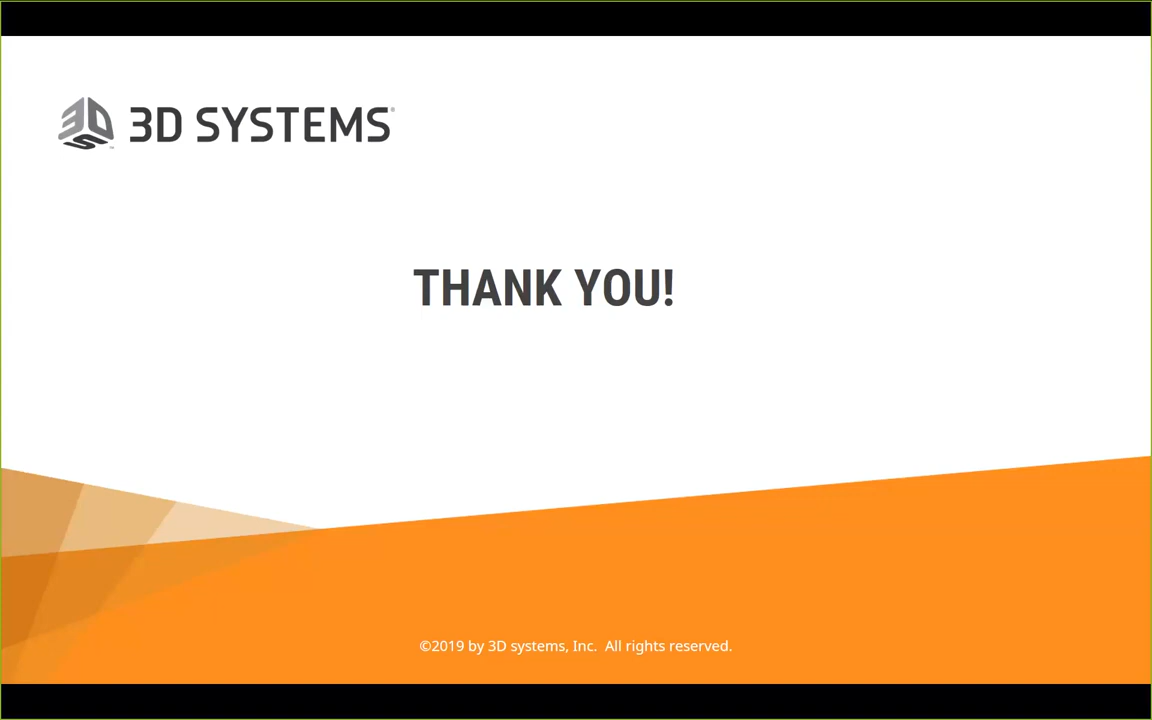 3D SYSTEMS®
THANK YOU!
©2019 by 3D systems, Inc.  All rights reserved.